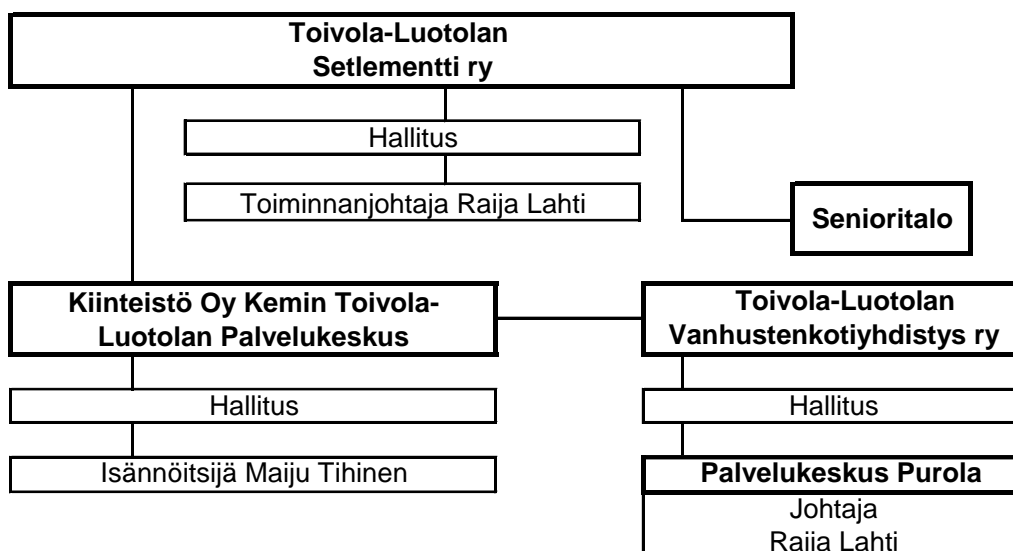 Toivola-Luotolan
Setlementti ry
Hallitus
Toiminnanjohtaja Raija Lahti
Senioritalo
Kiinteistö Oy Kemin Toivola-
Luotolan Palvelukeskus
Toivola-Luotolan
Vanhustenkotiyhdistys ry
Hallitus
Hallitus
Isännöitsijä Maiju Tihinen
Palvelukeskus Purola
Johtaja
Raija Lahti